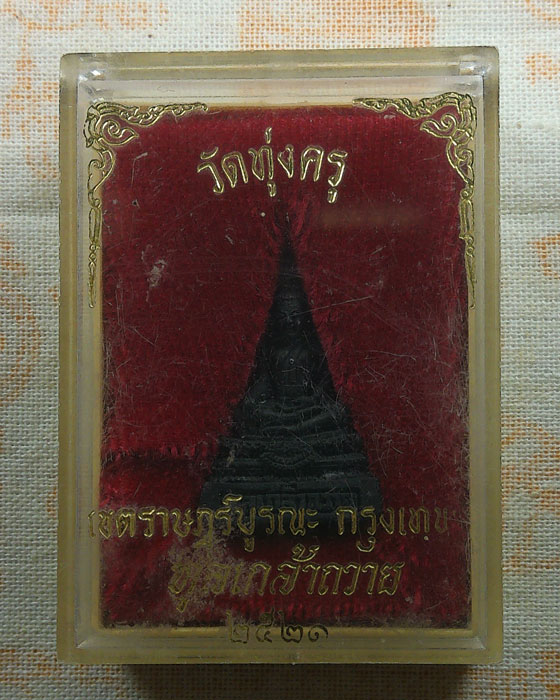 วัดทุ่งครุ
เขตราษฎร์บูรณะ กรุงเทพ
ทูลเกล้าถวาย
๒๕๒๑